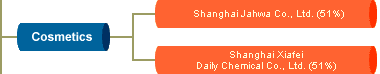 Shanghai Jahwa Co., Ltd. (51%)
Cosmetics
Shanghai Xiafei
Daily Chemical Co., Ltd. (51%)